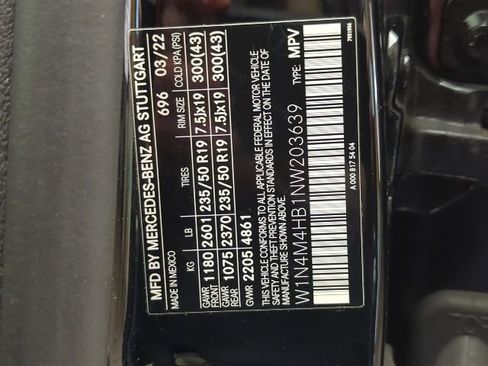 MFD BY MERCEDES-BENZ AG STUTTGART
MADE IN MEXICO 696 03/22
KG LB TIRES RIM SIZE COLD KPA(PSI)
GAWR FRONT 1180 2601 235/50 R19 7.5Jx19 300(43)
GAWR REAR 1075 2370 235/50 R19 7.5Jx19 300(43)
GVWR 2205 4861
THIS VEHICLE CONFORMS TO ALL APPLICABLE FEDERAL MOTOR VEHICLE
SAFETY AND THEFT PREVENTION STANDARDS IN EFFECT ON THE DATE OF
MANUFACTURE SHOWN ABOVE.
W1N4M4HB1NW203639 TYPE: MPV
A 000 817 54 04